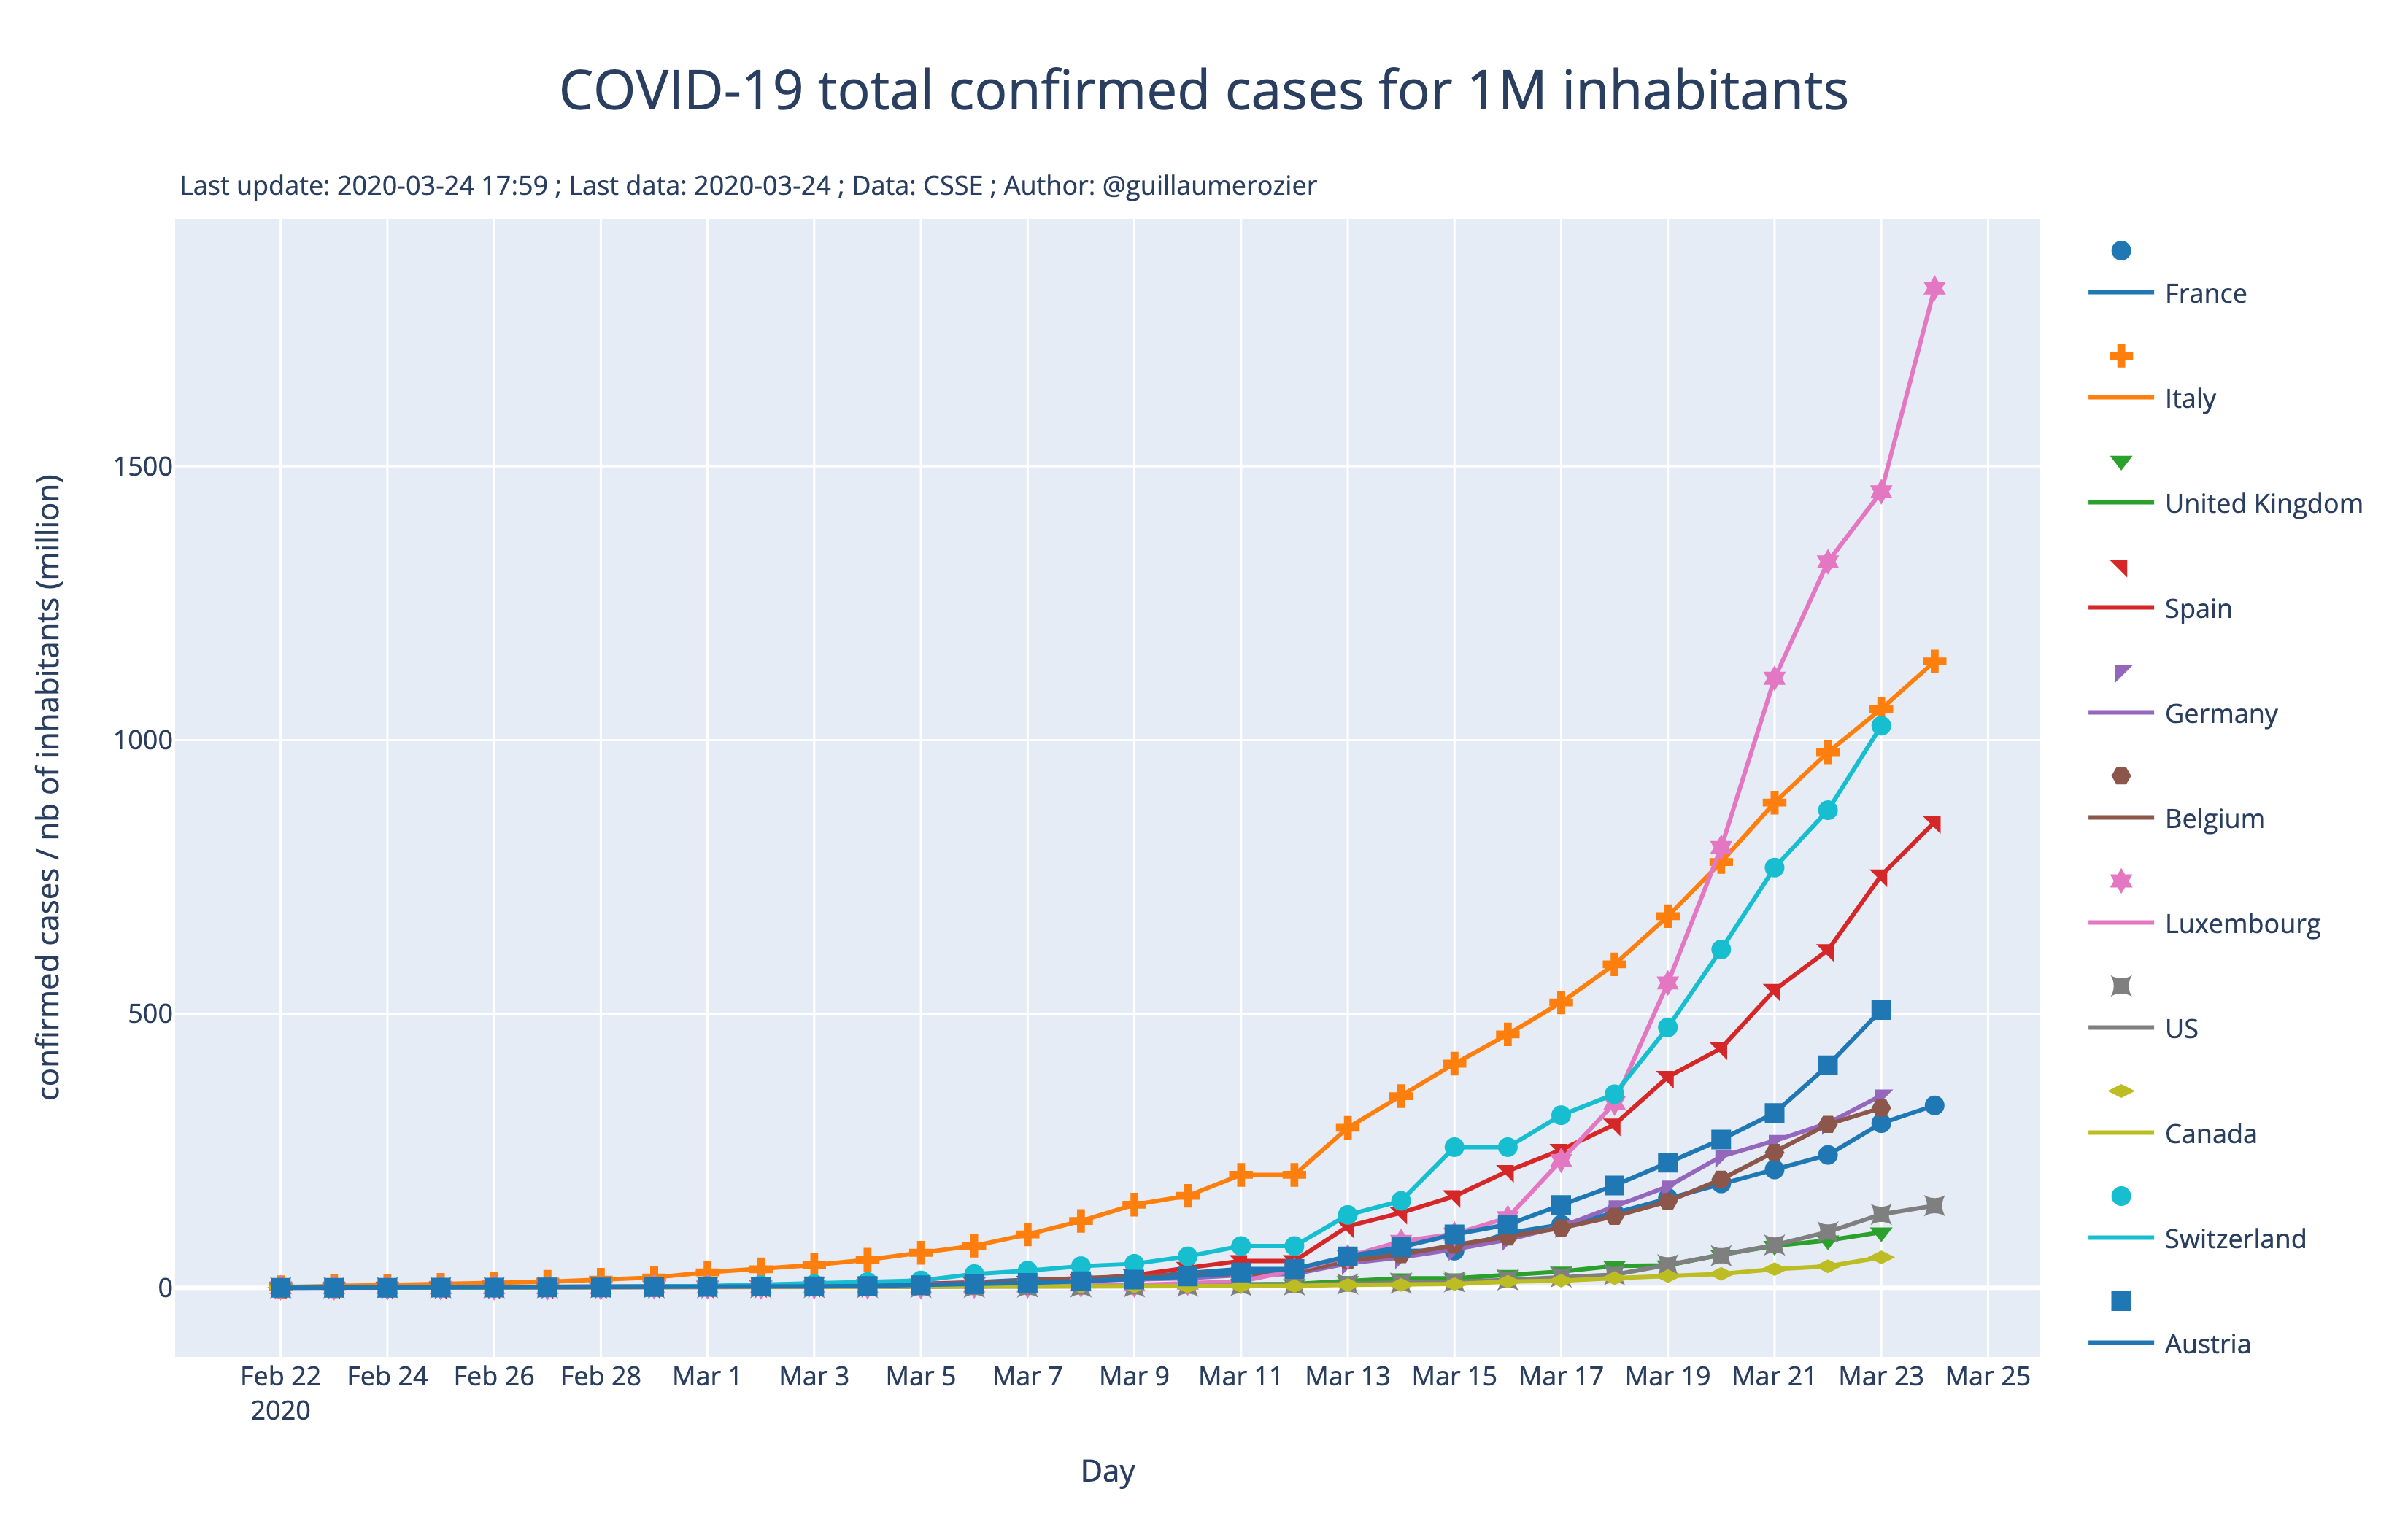 COVID-19 total confirmed cases for 1M inhabitants
Last update: 2020-03-24 17:59 ; Last data: 2020-03-24 ; Data: CSSE ; Author: @guillaumerozier
confirmed cases / nb of inhabitants (million)
1500
1000
500
0
Feb 22
2020
Feb 24
Feb 26
Feb 28
Mar 1
Mar 3
Mar 5
Mar 7
Mar 9
Mar 11
Mar 13
Mar 15
Mar 17
Mar 19
Mar 21
Mar 23
Mar 25
Day
France
Italy
United Kingdom
Spain
Germany
Belgium
Luxembourg
US
Canada
Switzerland
Austria